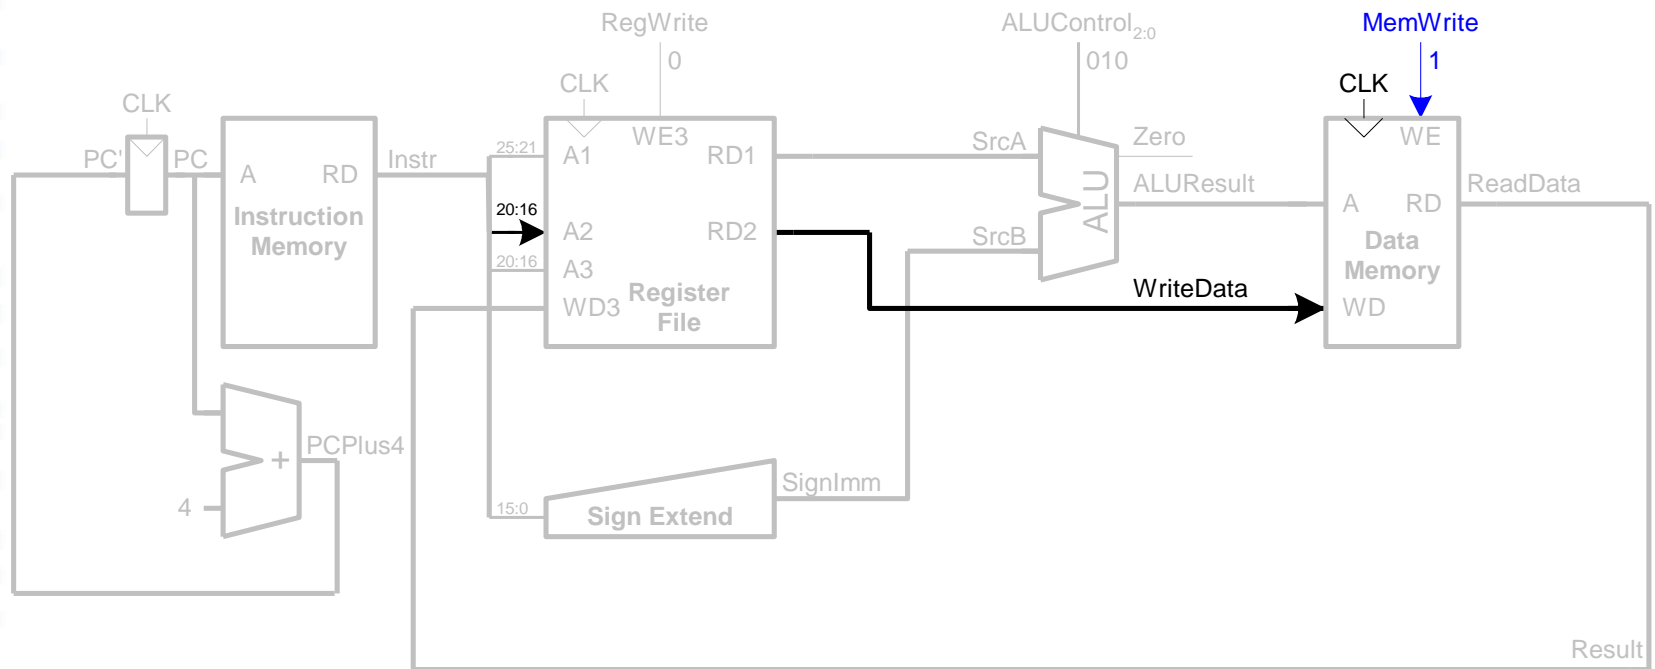 RegWrite
ALUControl2:0
MemWrite
0
010
1
CLK
CLK
CLK
PC'
PC
A
RD
Instruction
Memory
Instr
25:21
20:16
20:16
15:0
WE3
A1
RD1
A2
RD2
A3
WD3
Register
File
SrcA
SrcB
ALU
Zero
ALUResult
WriteData
WE
A
RD
Data
Memory
WD
ReadData
+
PCPlus4
4
Sign Extend
SignImm
Result